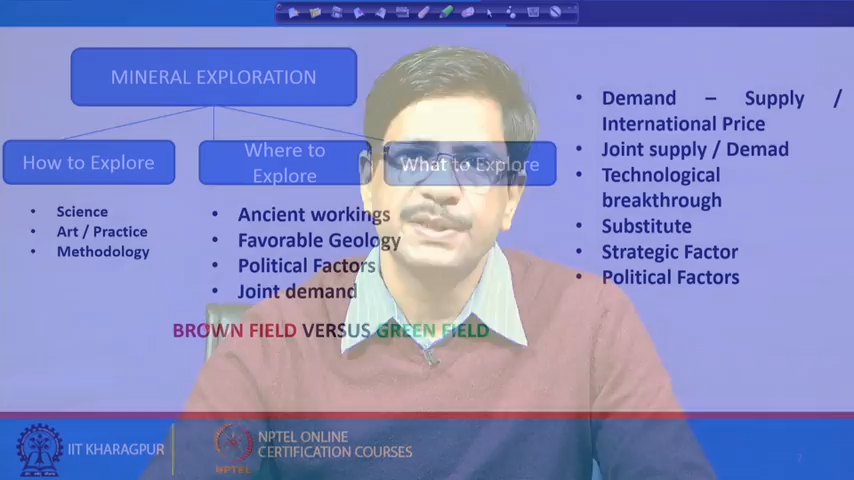 MINERAL EXPLORATION
How to Explore
Where to
Explore
What to Explore
• Science
• Art / Practice
• Methodology
• Ancient workings
• Favorable Geology
• Political Factors
• Joint demand
BROWN FIELD VERSUS GREEN FIELD
• Demand – Supply /
International Price
• Joint supply / Demad
• Technological
breakthrough
• Substitute
• Strategic Factor
• Political Factors
IIT KHARAGPUR
NPTEL
NPTEL ONLINE
CERTIFICATION COURSES
2